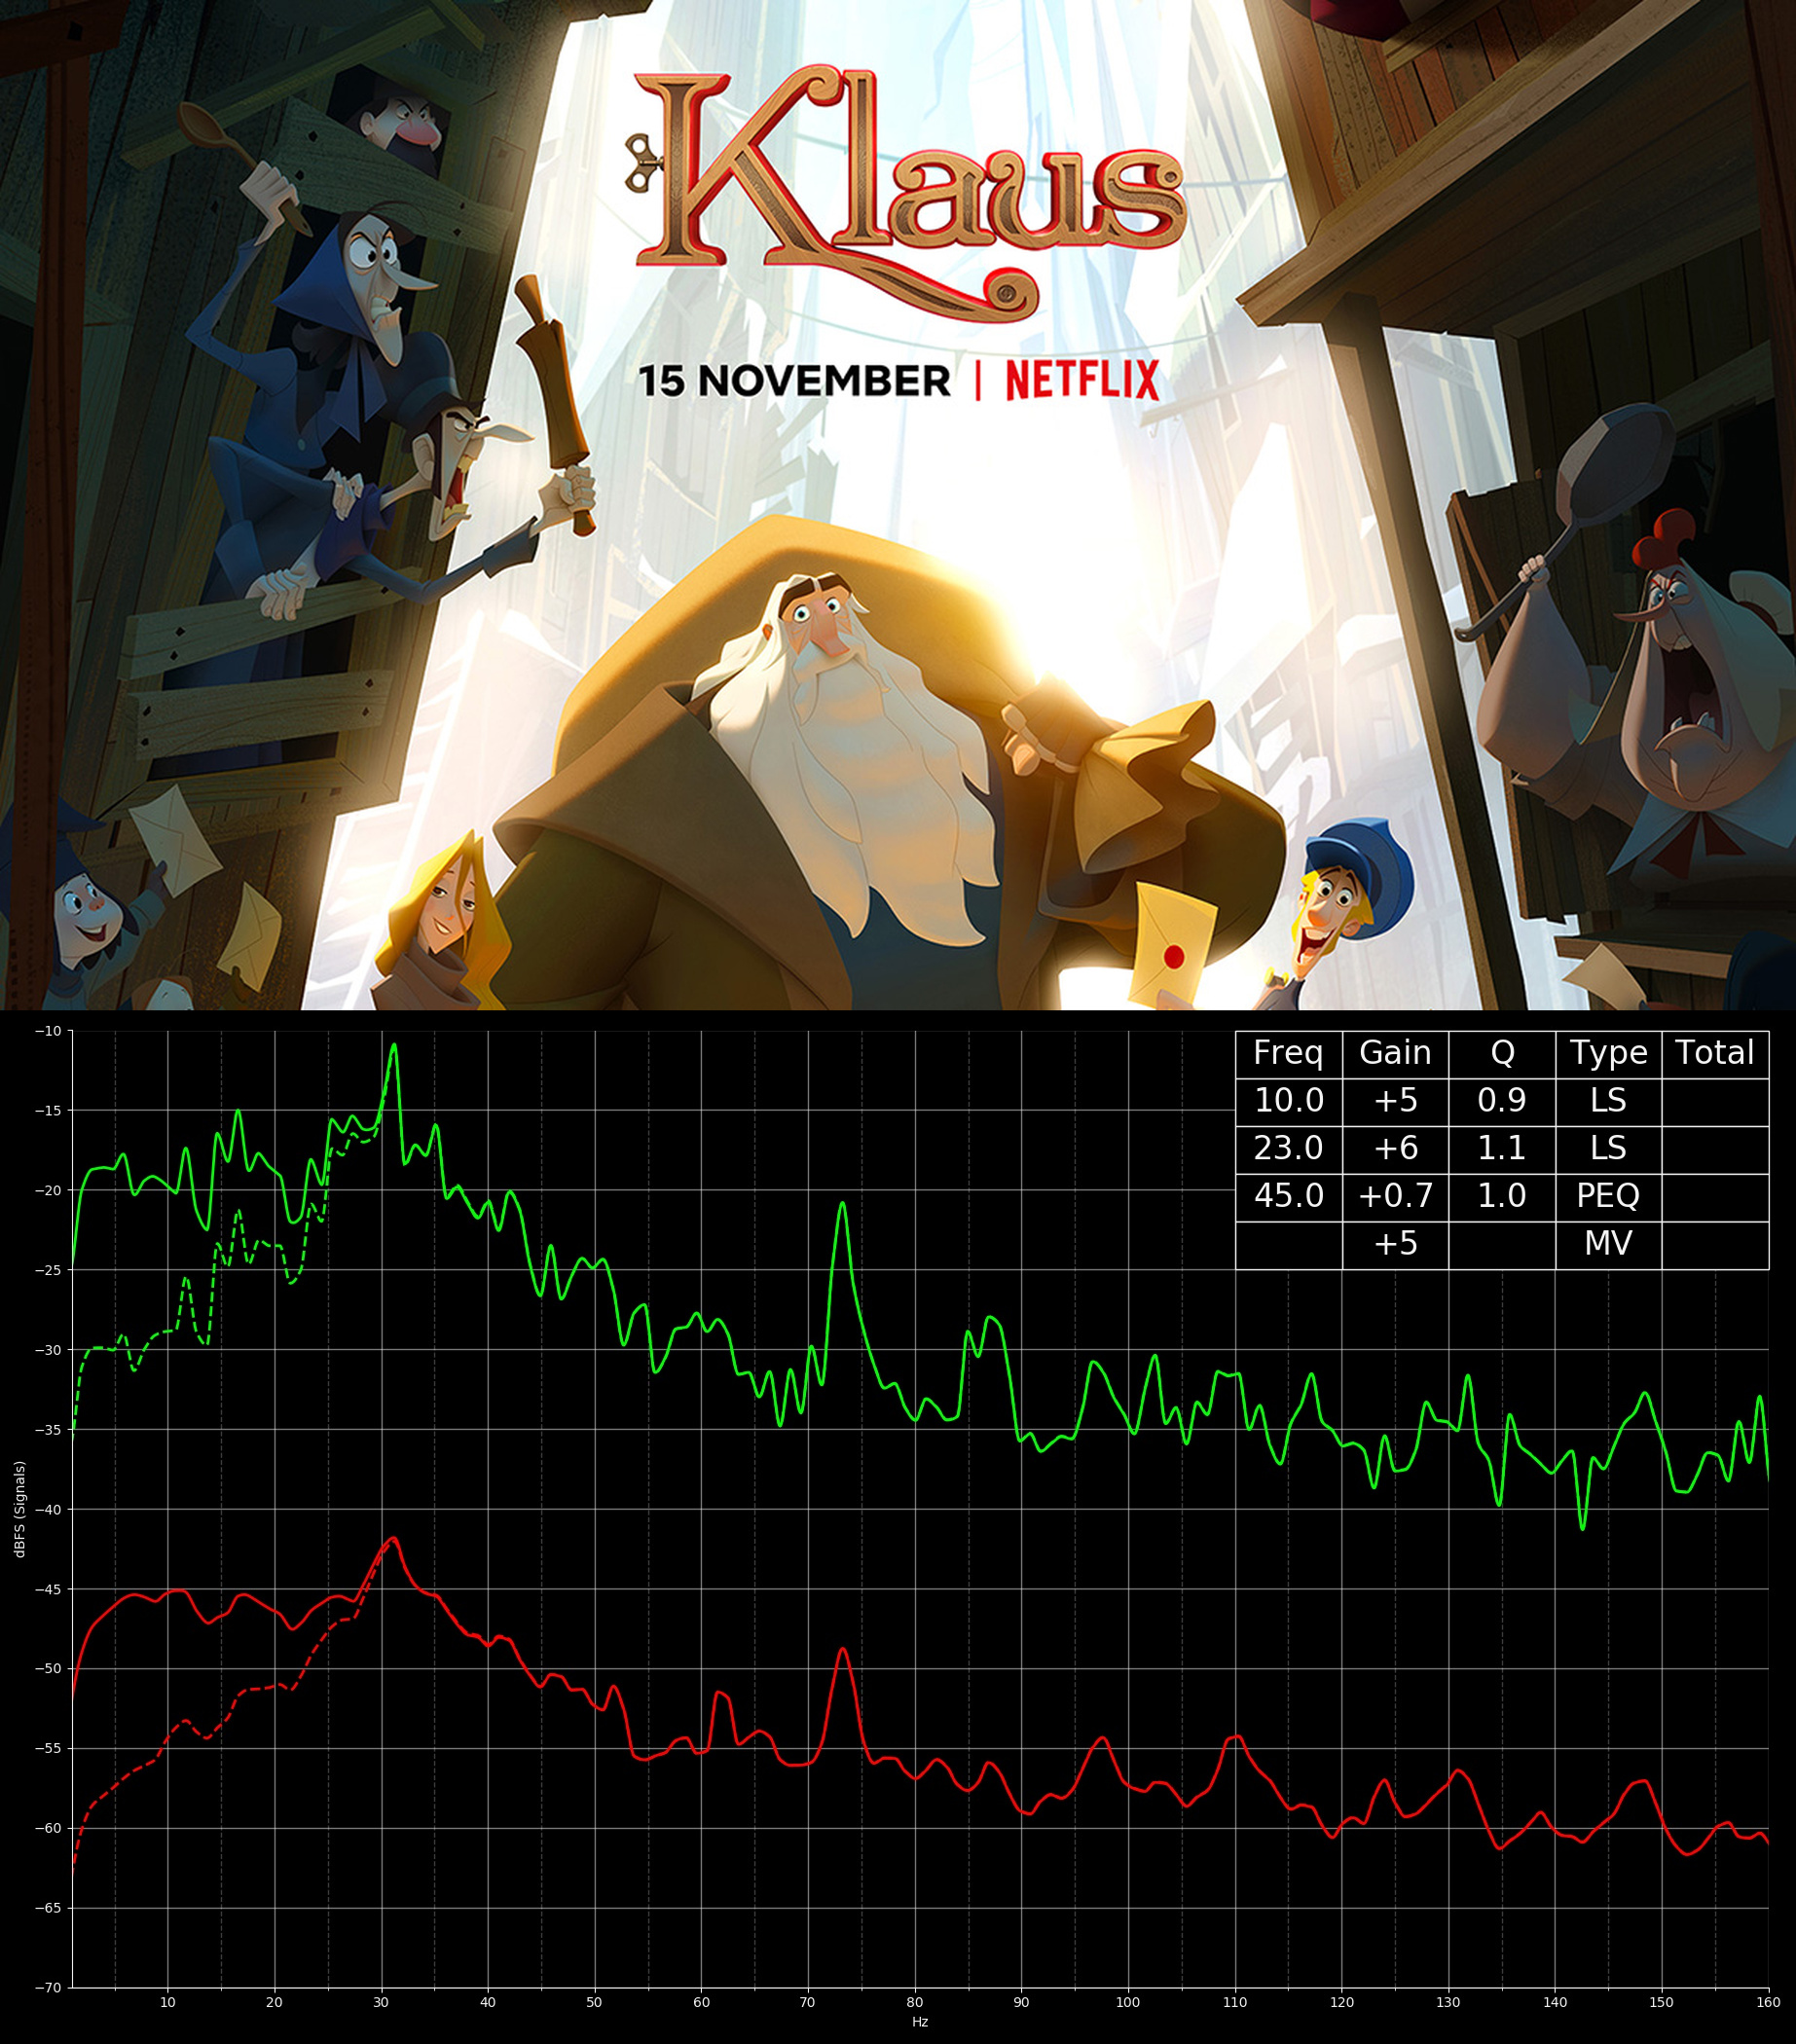 Klaus
15 NOVEMBER | NETFLIX
Freq Gain Q Type Total
10.0 +5 0.9 LS
23.0 +6 1.1 LS
45.0 +0.7 1.0 PEQ
+5 MV
−10
−15
−20
−25
−30
−35
−40
−45
−50
−55
−60
−65
−70
dBFS (Signals)
10 20 30 40 50 60 70 80 90 100 110 120 130 140 150 160
Hz